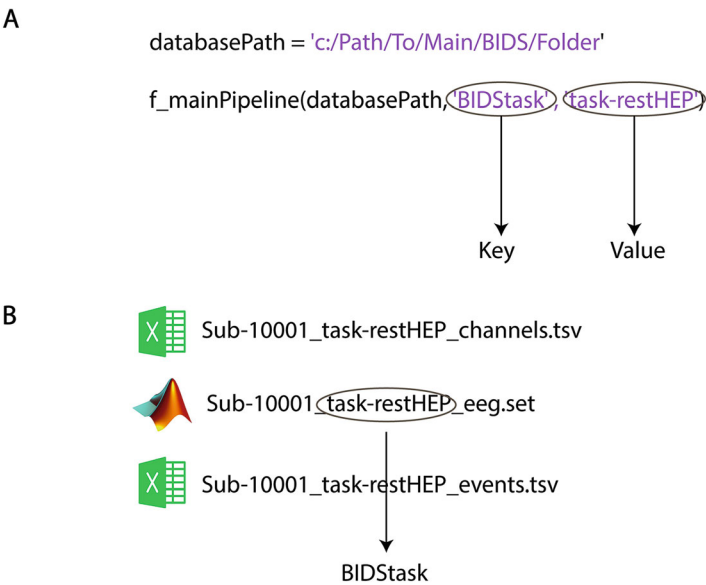 A
databasePath = 'c:/Path/To/Main/BIDS/Folder'
f_mainPipeline(databasePath, 'BIDStask' , 'task-restHEP')
Key
Value
B
X
Sub-10001_task-restHEP_channels.tsv
Sub-10001_task-restHEP_eeg.set
X
Sub-10001_task-restHEP_events.tsv
BIDStask